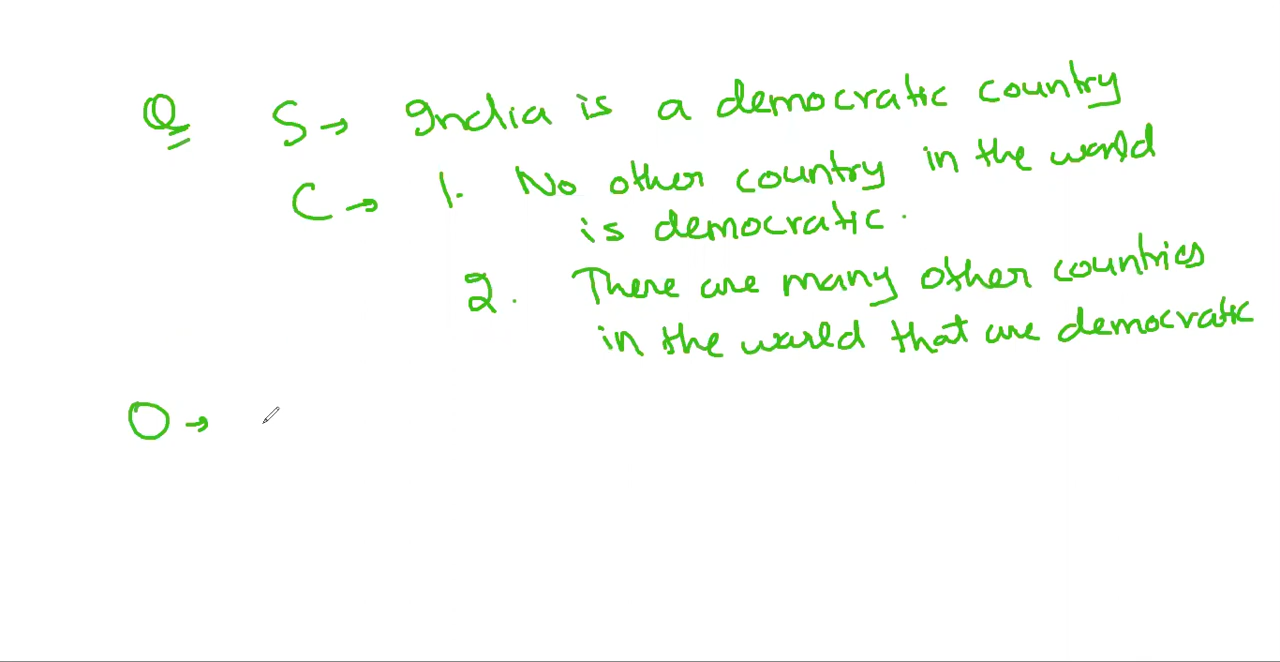 Q S → India is a democratic country
C → 1. No other country in the world
is democratic.
2. There are many other countries
in the world that are democratic
O →